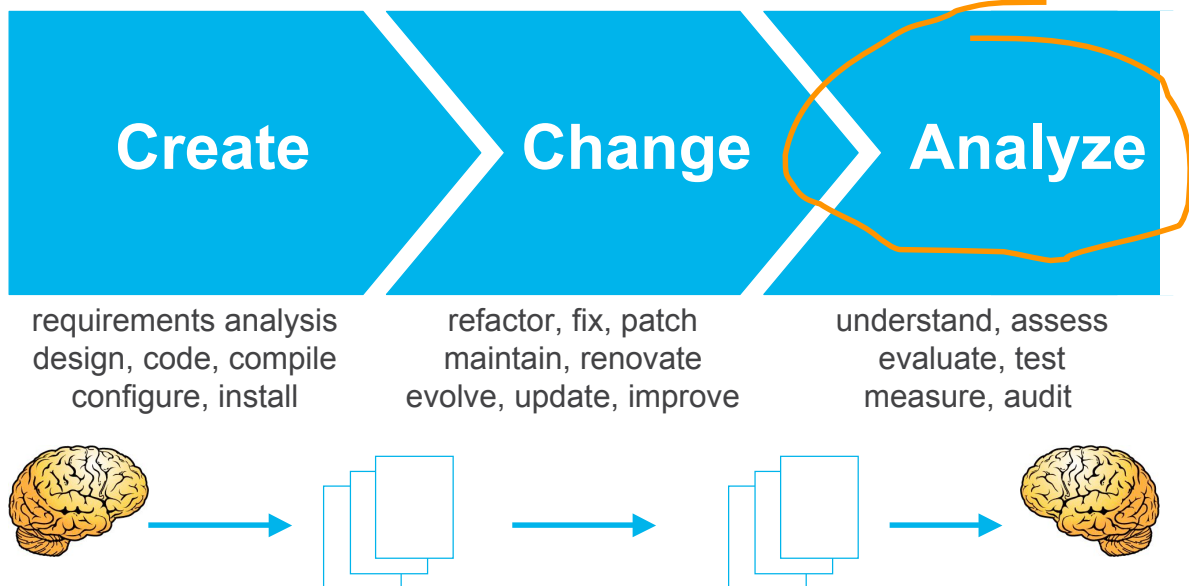 Create
Change
Analyze
requirements analysis
design, code, compile
configure, install
refactor, fix, patch
maintain, renovate
evolve, update, improve
understand, assess
evaluate, test
measure, audit